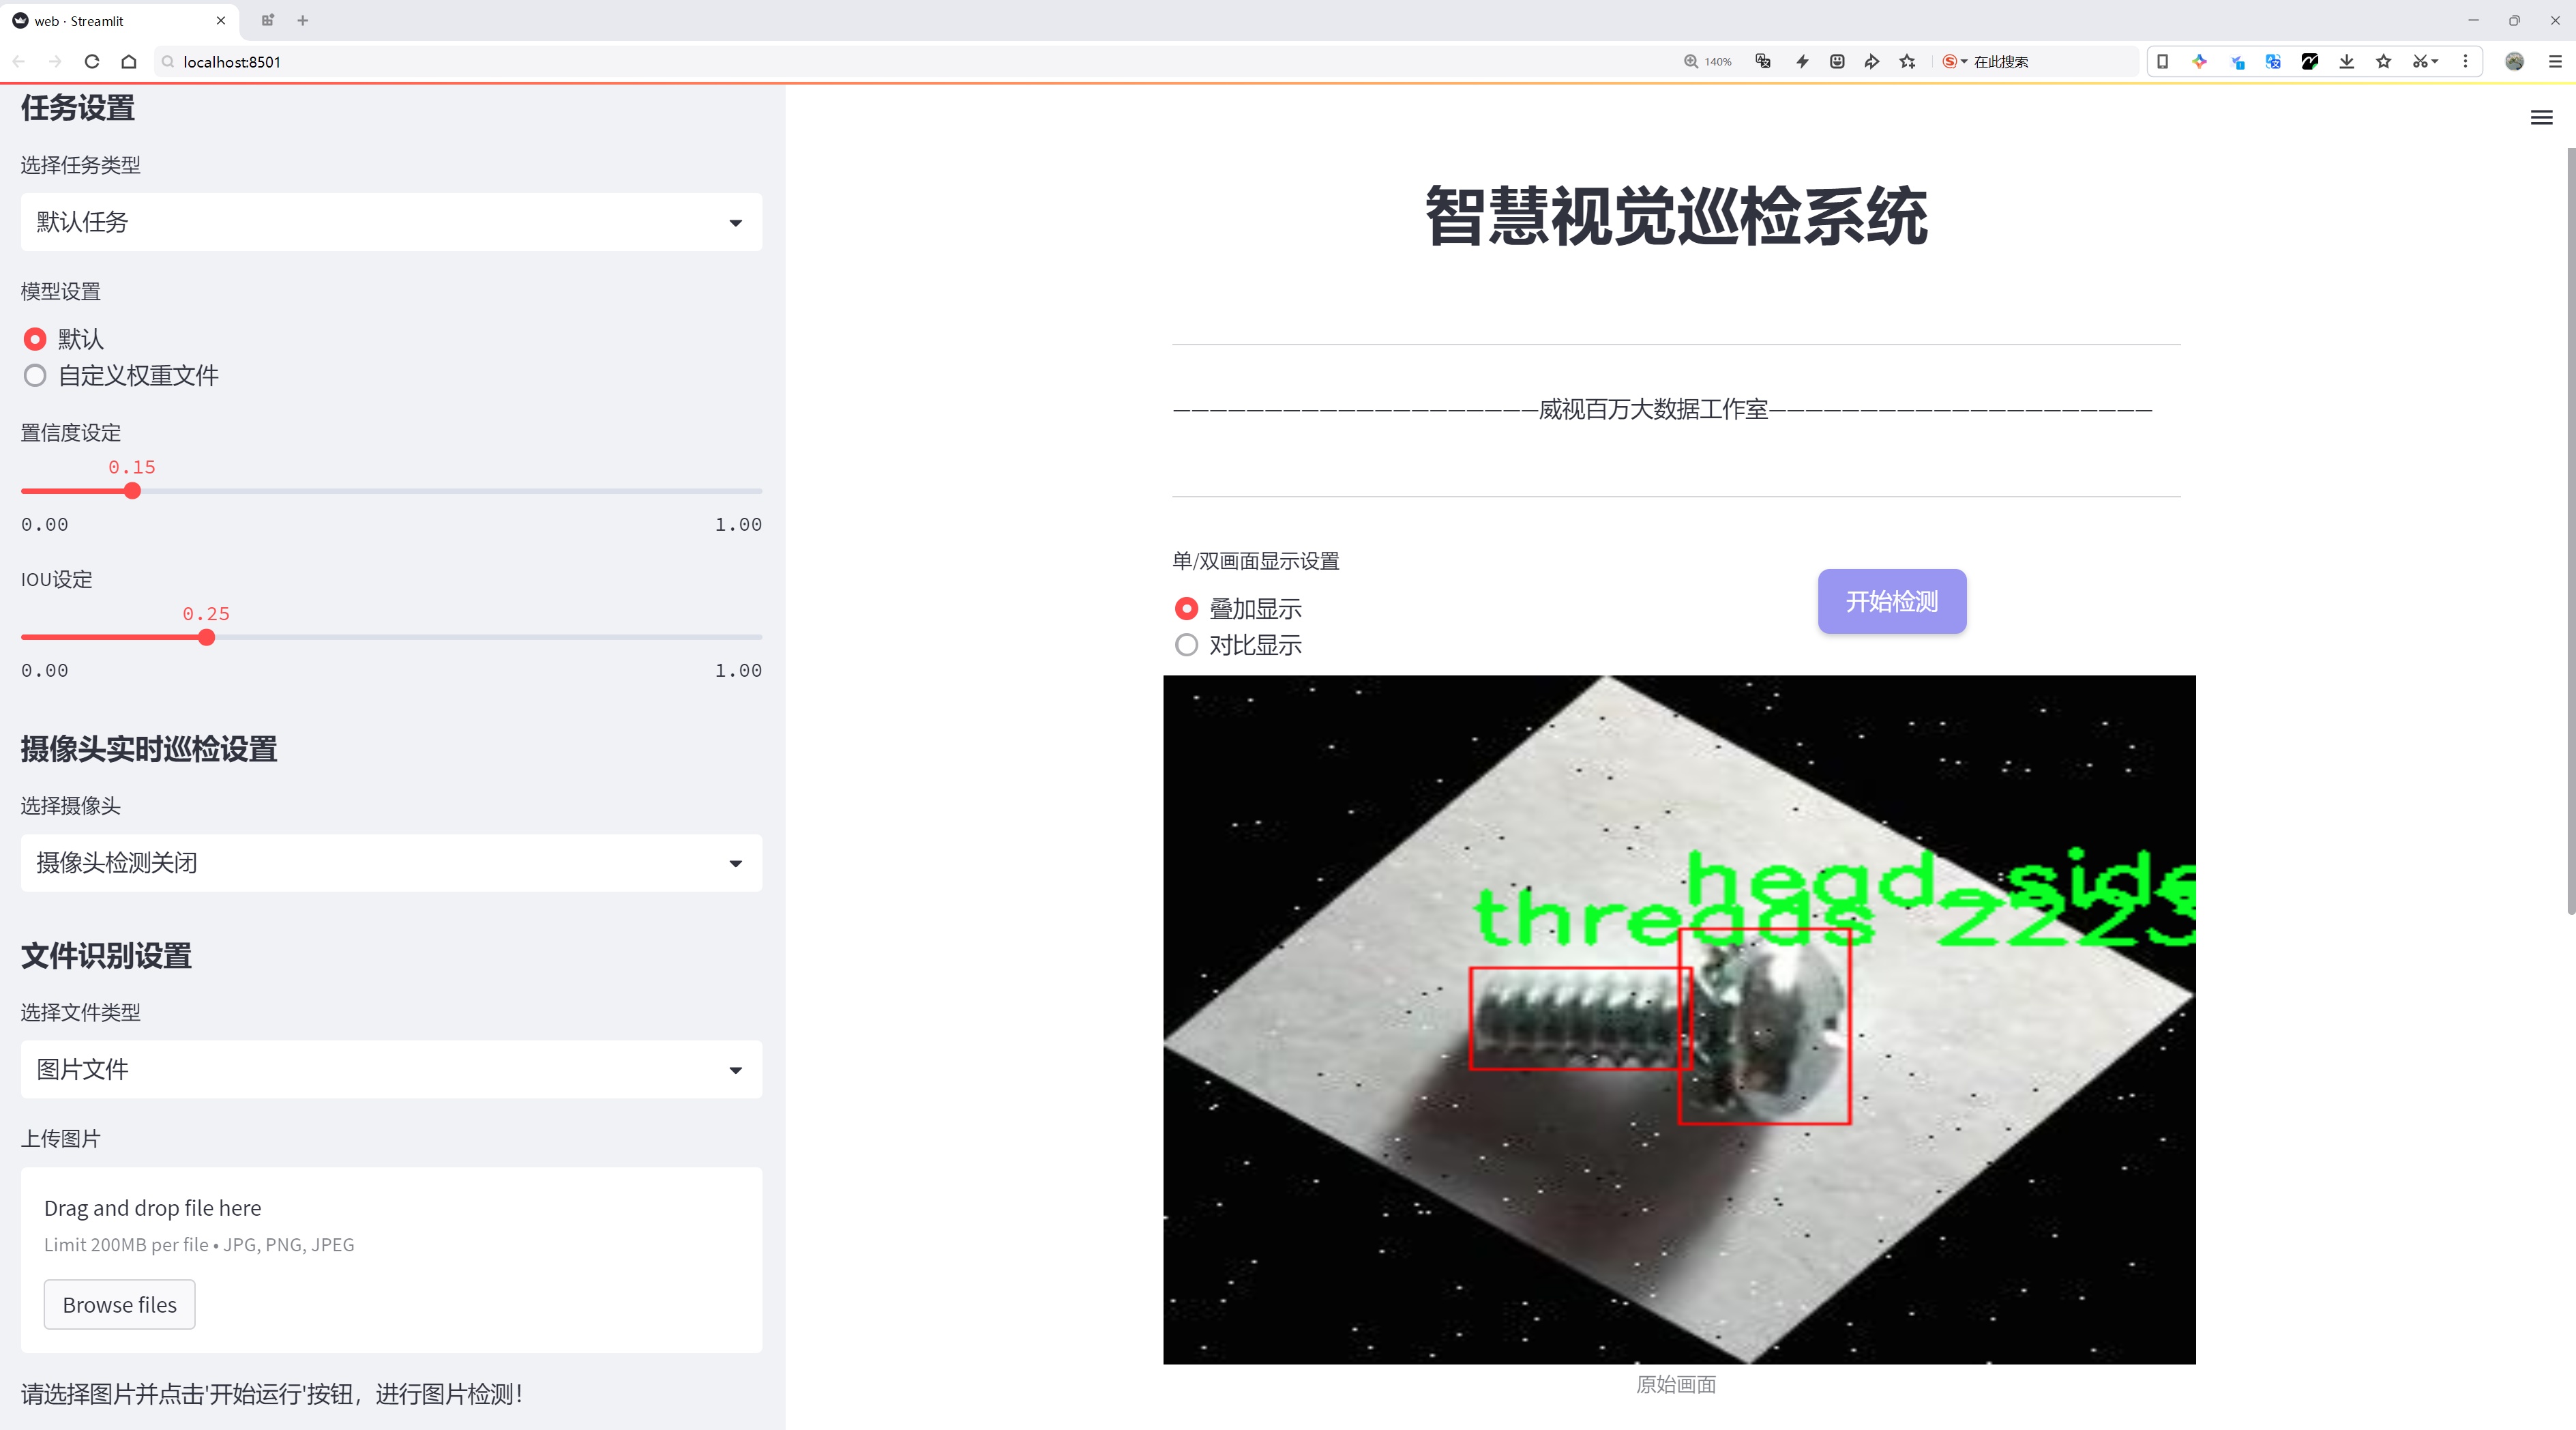 web · Streamlit
localhost:8501
140%
在此搜索
任务设置
选择任务类型
默认任务
模型设置
默认
自定义权重文件
置信度设定
0.15
0.00 1.00
IOU设定
0.25
0.00 1.00
摄像头实时巡检设置
选择摄像头
摄像头检测关闭
文件识别设置
选择文件类型
图片文件
上传图片
Drag and drop file here
Limit 200MB per file • JPG, PNG, JPEG
Browse files
请选择图片并点击'开始运行'按钮，进行图片检测！
智慧视觉巡检系统
————————————————————威视百万大数据工作室—————————————————————
单/双画面显示设置
叠加显示
对比显示
开始检测
head_side
threads
原始画面